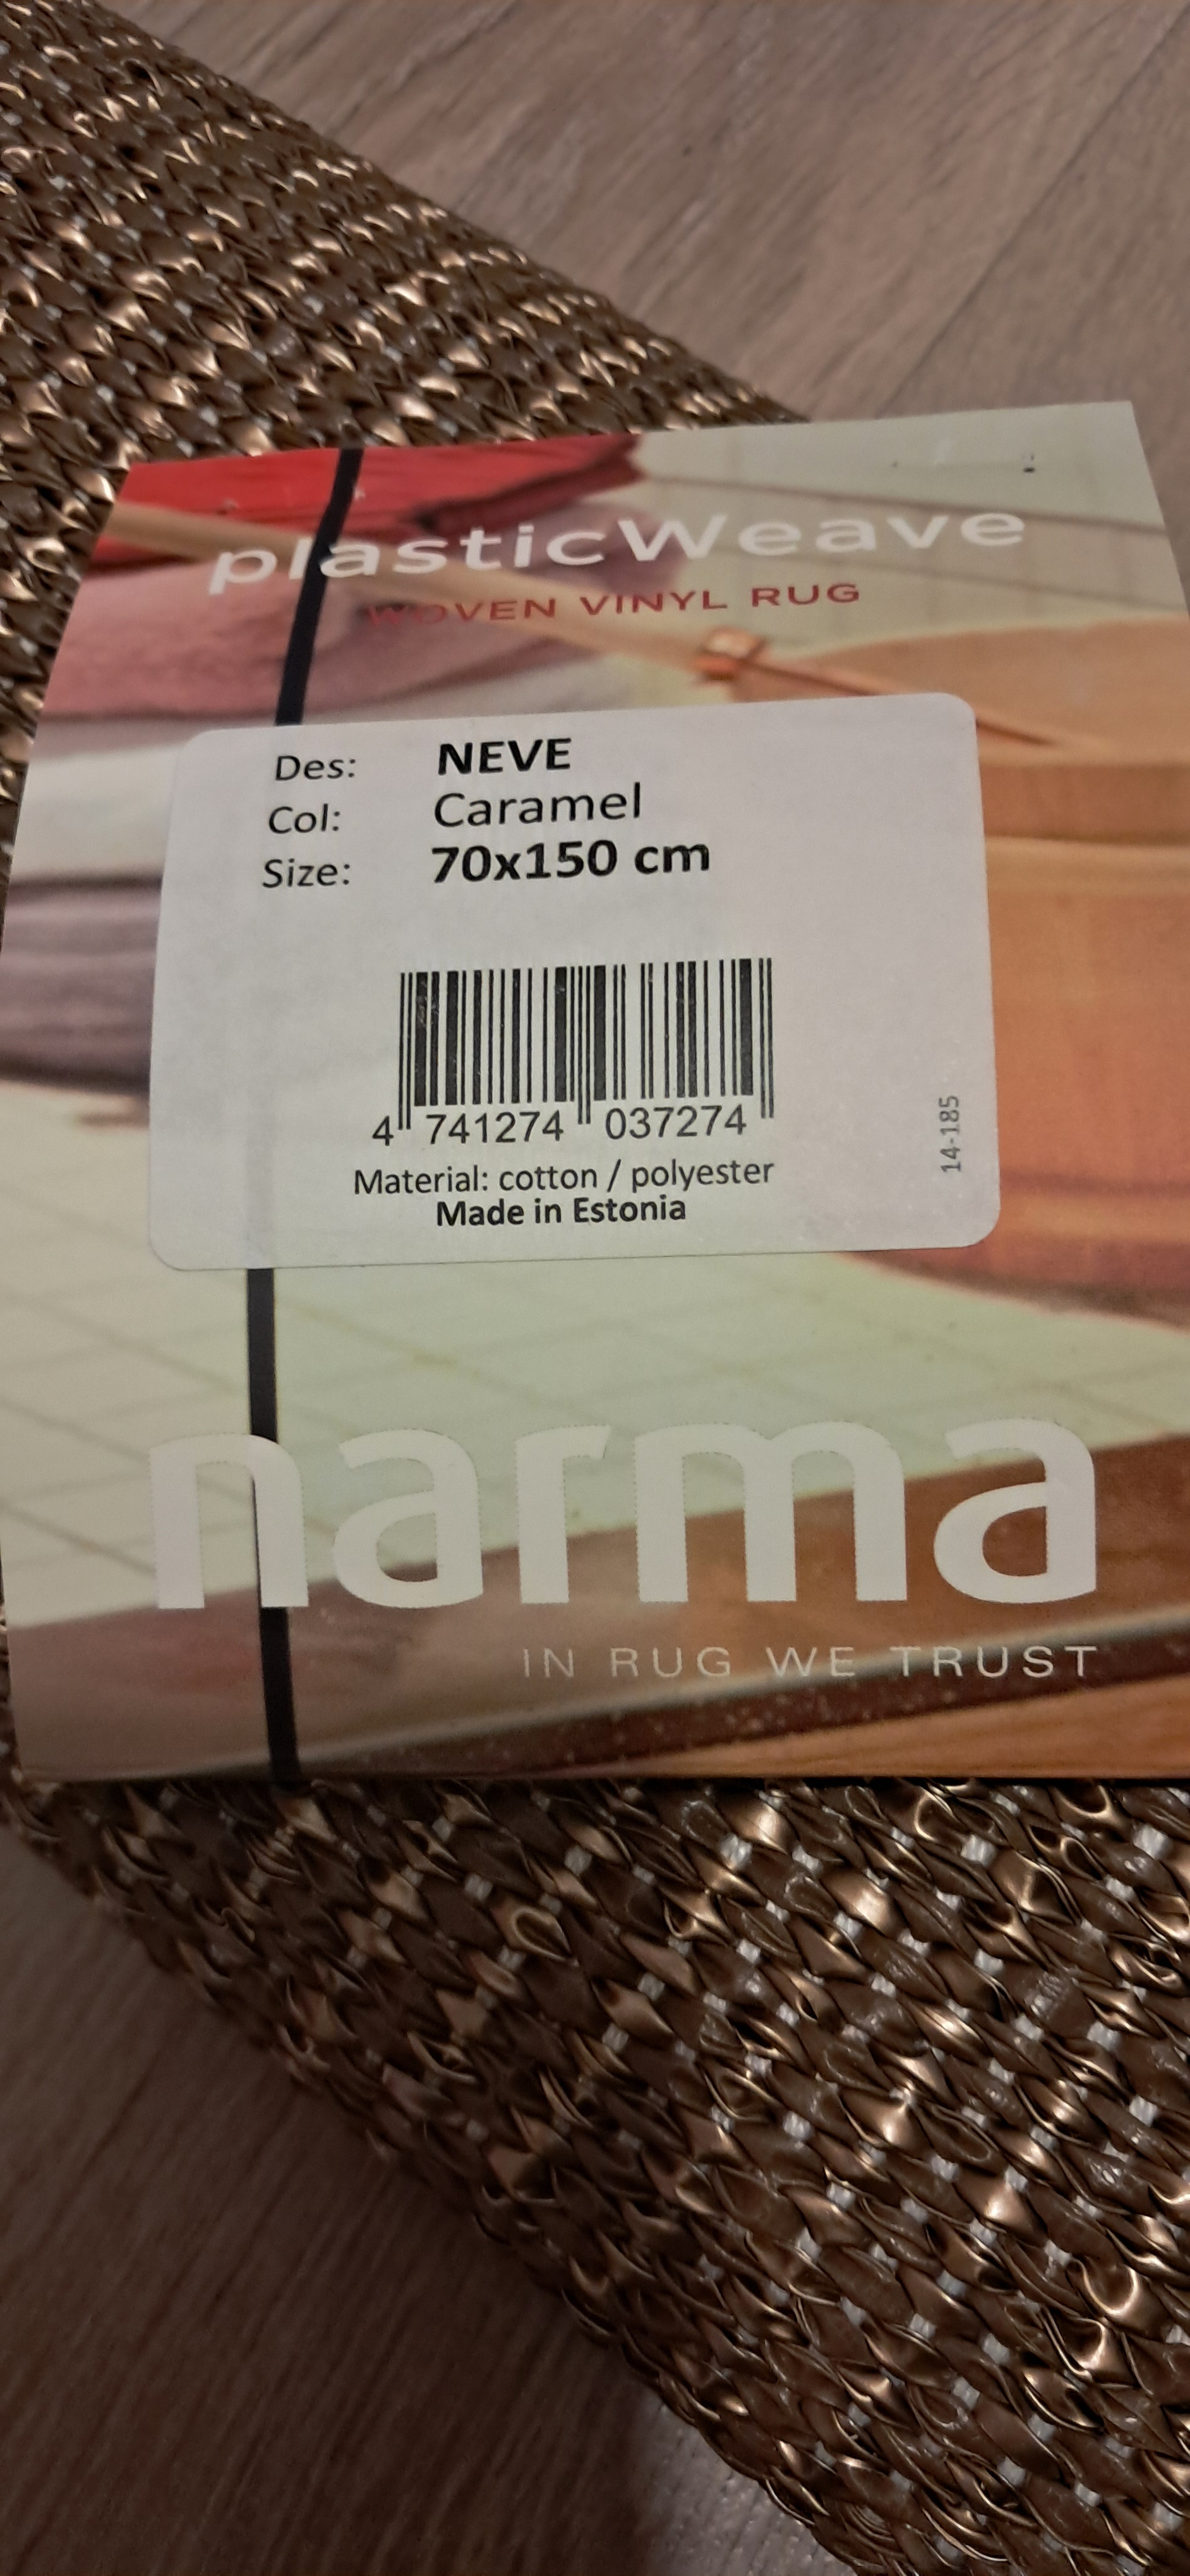 plasticWeave
WOVEN VINYL RUG
Des: NEVE
Col: Caramel
Size: 70x150 cm
4 741274 037274
14-185
Material: cotton / polyester
Made in Estonia
narma
IN RUG WE TRUST